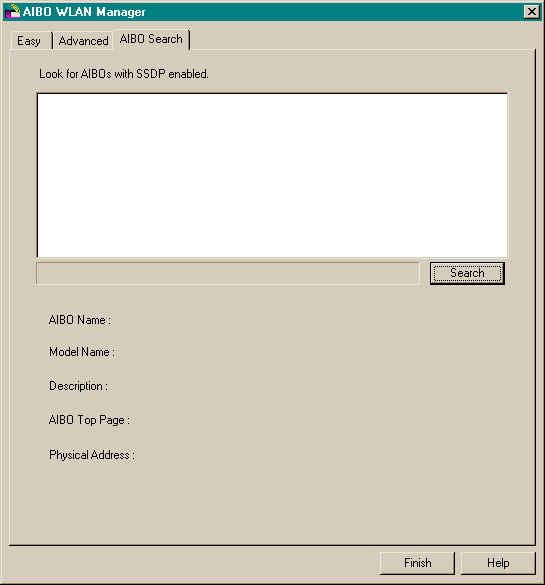 AIBO WLAN Manager
Easy Advanced AIBO Search
Look for AIBOs with SSDP enabled.
Search
AIBO Name :
Model Name :
Description :
AIBO Top Page :
Physical Address :
Finish Help